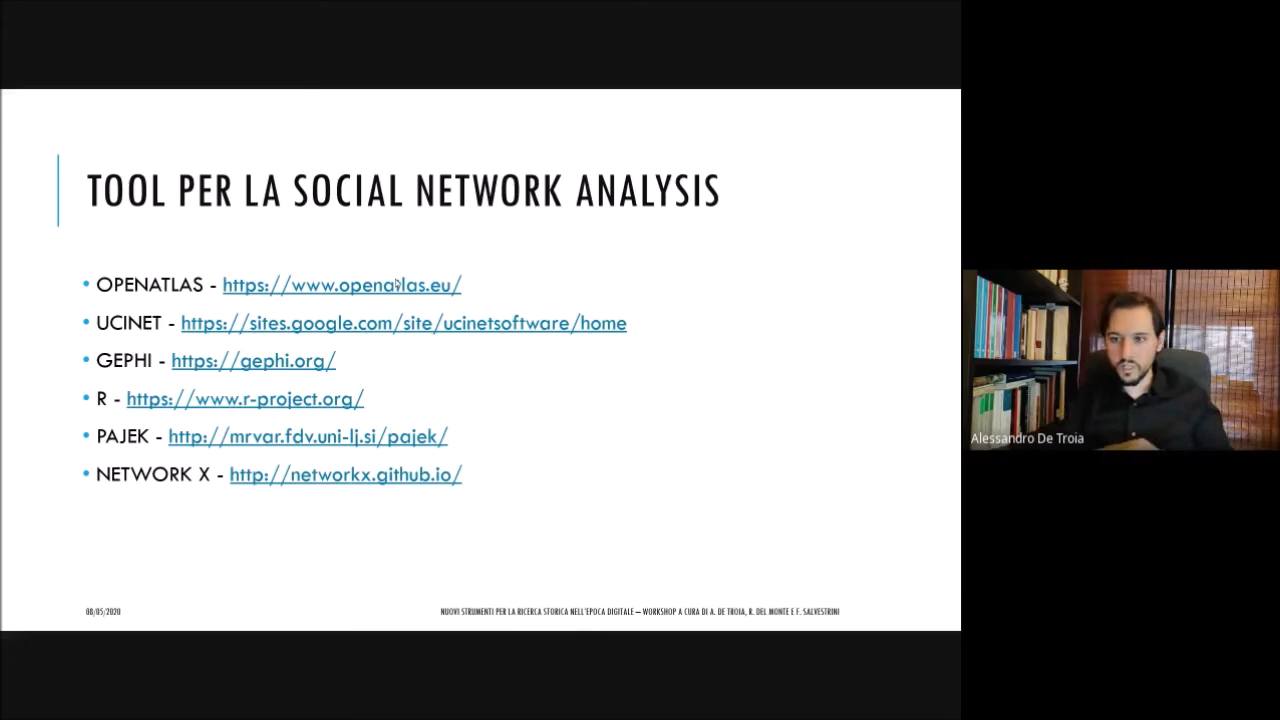 TOOL PER LA SOCIAL NETWORK ANALYSIS
• OPENATLAS - https://www.openatlas.eu/
• UCINET - https://sites.google.com/site/ucinetsoftware/home
• GEPHI - https://gephi.org/
• R - https://www.r-project.org/
• PAJEK - http://mrvar.fdv.uni-lj.si/pajek/
• NETWORK X - http://networkx.github.io/
08/05/2020
NUOVI STRUMENTI PER LA RICERCA STORICA NELL'EPOCA DIGITALE – WORKSHOP A CURA DI A. DE TROIA, R. DEL MONTE E F. SALVESTRINI
Alessandro De Troia